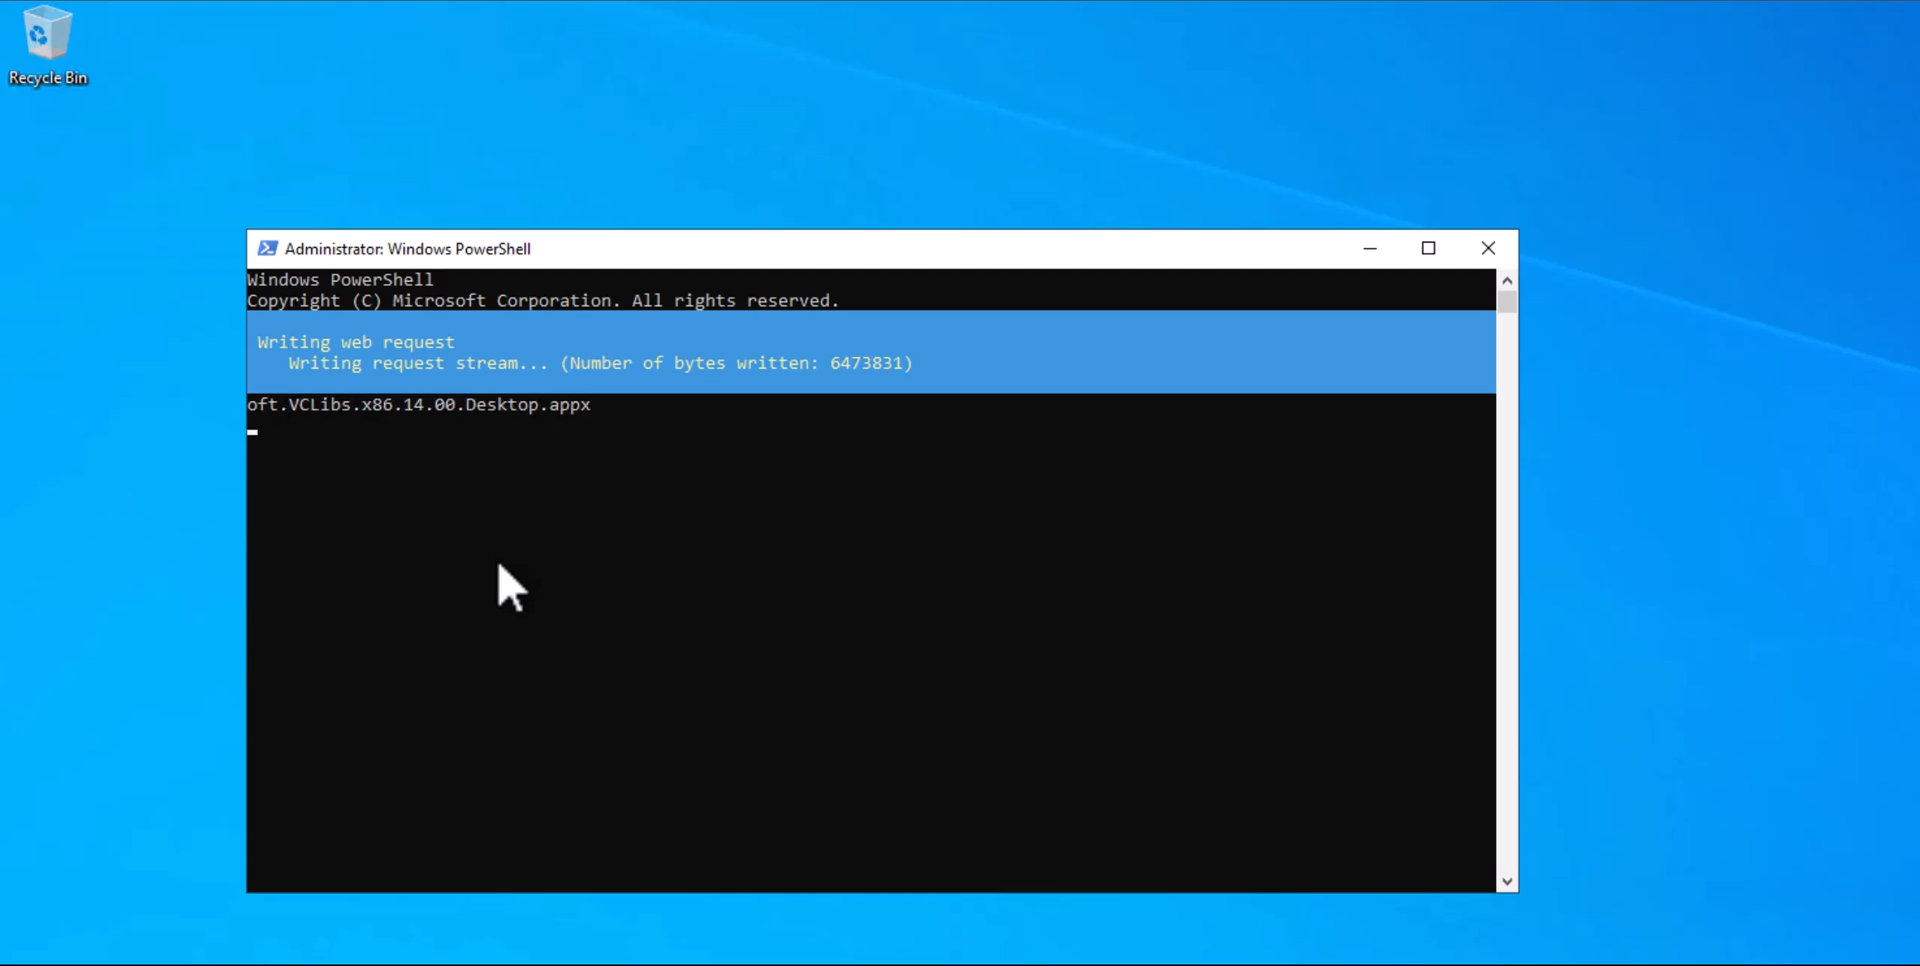 Recycle Bin
Administrator: Windows PowerShell
Windows PowerShell
Copyright (C) Microsoft Corporation. All rights reserved.
Writing web request
Writing request stream... (Number of bytes written: 6473831)
oft.VCLibs.x86.14.00.Desktop.appx